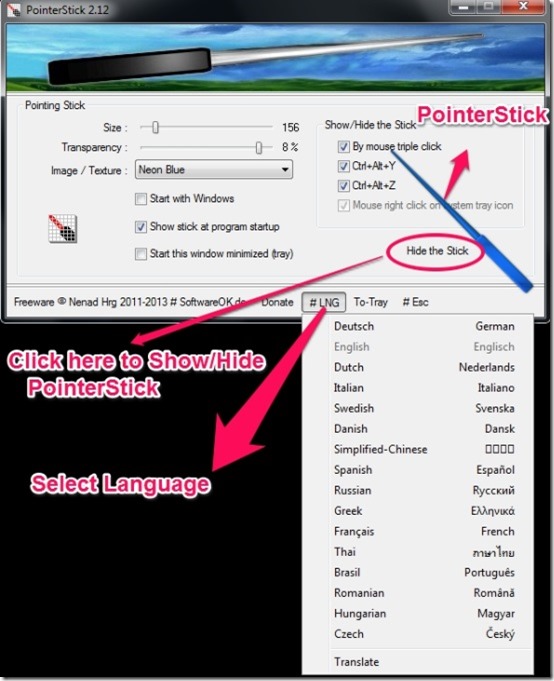 PointerStick 2.12
Pointing Stick
Size : 156
Transparency : 8 %
Image / Texture : Neon Blue
Start with Windows
Show stick at program startup
Start this window minimized (tray)
Show/Hide the Stick
PointerStick
By mouse triple click
Ctrl+Alt+Y
Ctrl+Alt+Z
Mouse right click on system tray icon
Hide the Stick
Freeware © Nenad Hrg 2011-2013 # SoftwareOK.de Donate # LNG To-Tray # Esc
Click here to Show/Hide
PointerStick
Select Language
Deutsch German
English Englisch
Dutch Nederlands
Italian Italiano
Swedish Svenska
Danish Dansk
Simplified-Chinese
Spanish Español
Russian Русский
Greek Ελληνικά
Français French
Thai ภาษาไทย
Brasil Português
Romanian Română
Hungarian Magyar
Czech Český
Translate